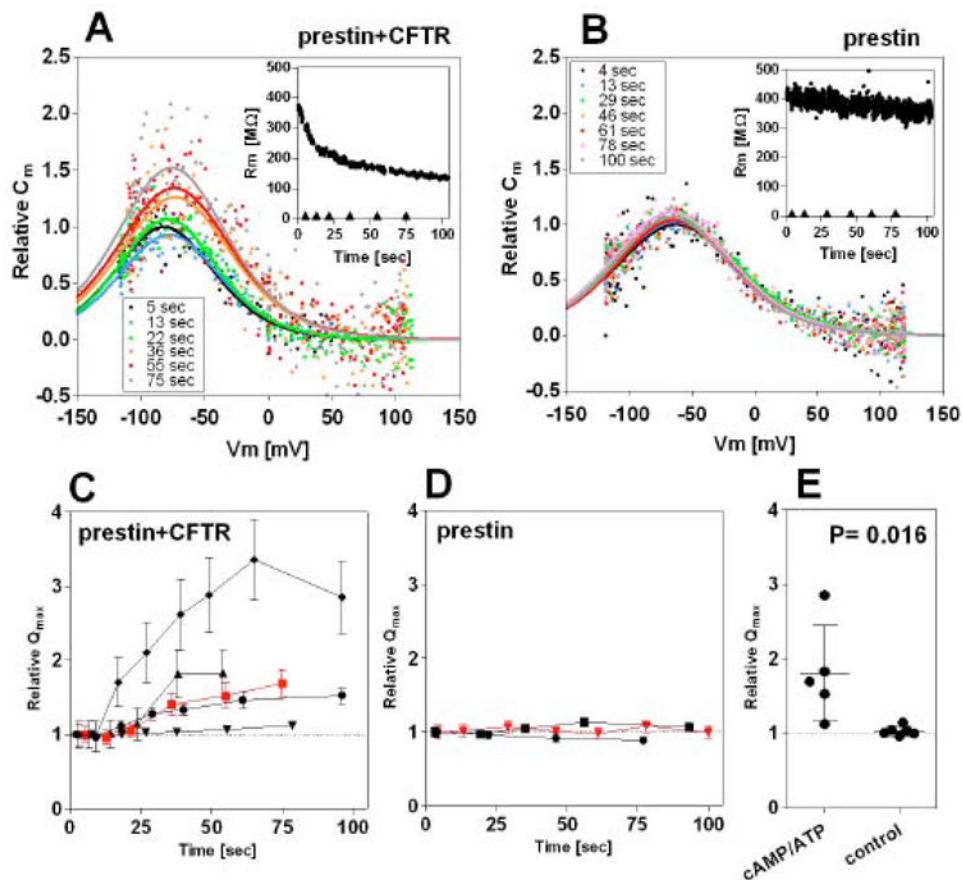 A
prestin+CFTR
Relative Cm
2.5
2.0
1.5
1.0
0.5
0.0
-0.5
-150 -100 -50 0 50 100 150
Vm [mV]
5 sec
13 sec
22 sec
36 sec
55 sec
75 sec
Rm [MΩ]
500
400
300
200
100
0
0 25 50 75 100
Time [sec]
B
prestin
Relative Cm
2.5
2.0
1.5
1.0
0.5
0.0
-0.5
-150 -100 -50 0 50 100 150
Vm [mV]
4 sec
13 sec
29 sec
46 sec
61 sec
78 sec
100 sec
Rm [MΩ]
500
400
300
200
100
0
0 25 50 75 100
Time [sec]
C
prestin+CFTR
Relative Qmax
4
3
2
1
0
0 25 50 75 100
Time [sec]
D
prestin
Relative Qmax
4
3
2
1
0
0 25 50 75 100
Time [sec]
E
P= 0.016
Relative Qmax
4
3
2
1
0
cAMP/ATP
control